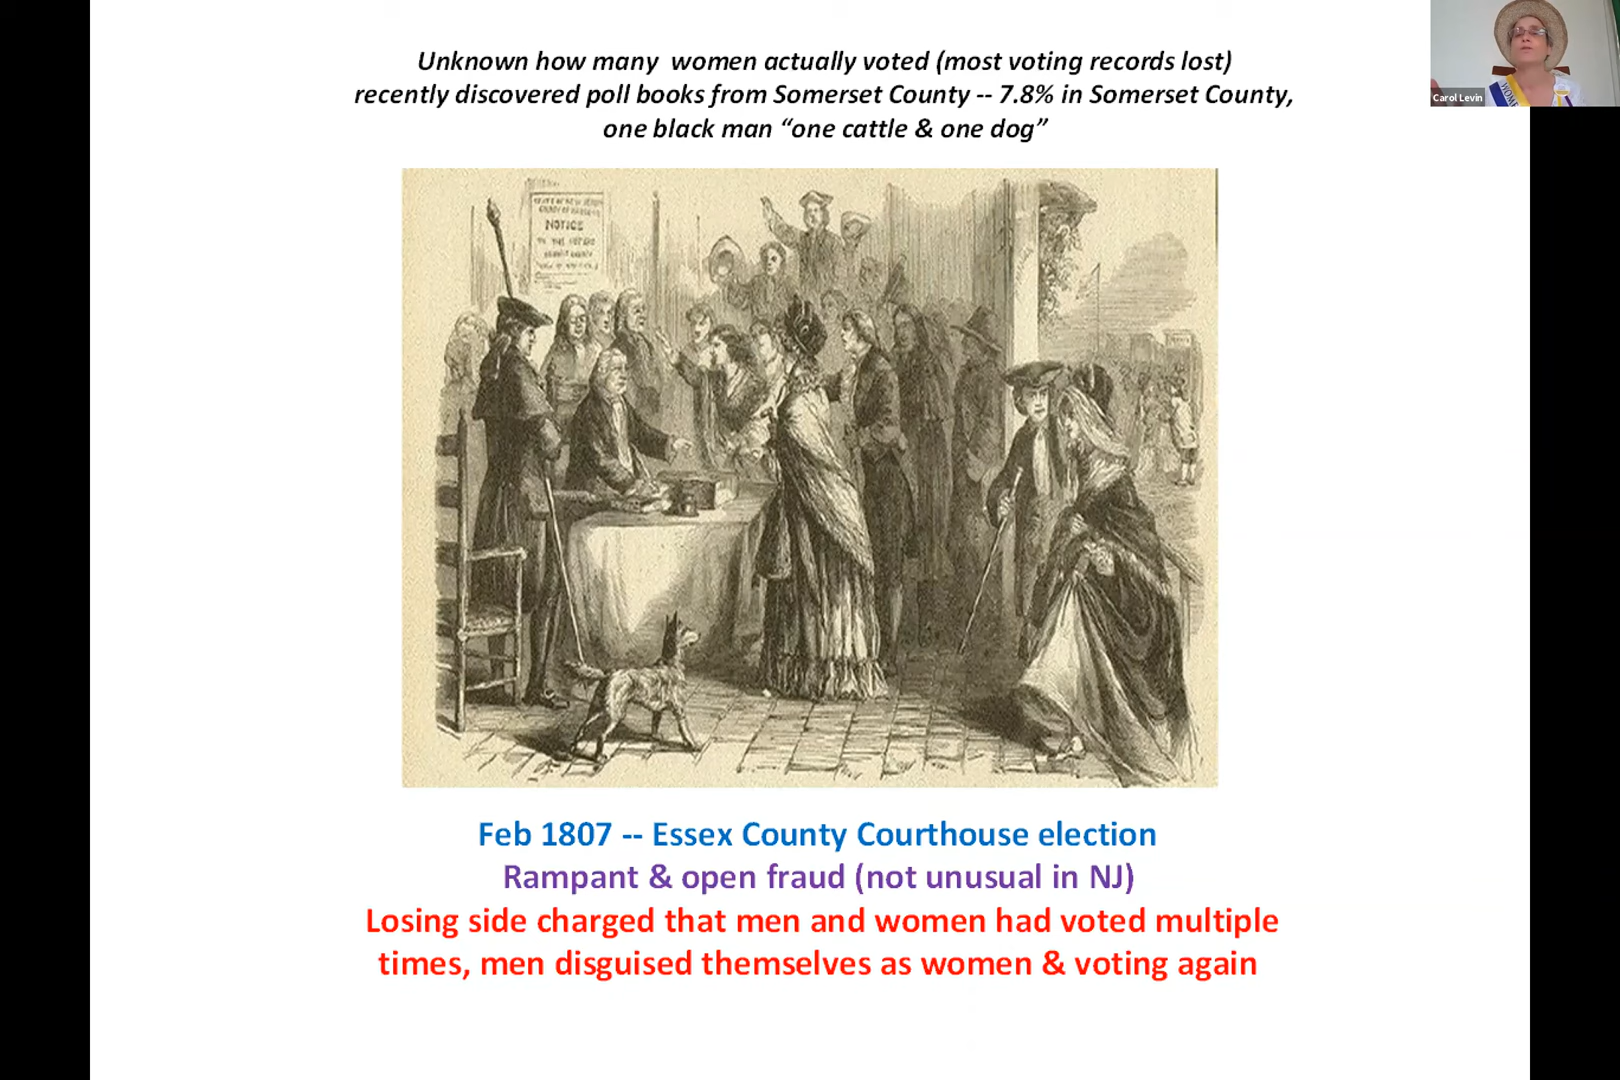 Unknown how many women actually voted (most voting records lost)
recently discovered poll books from Somerset County -- 7.8% in Somerset County,
one black man “one cattle & one dog”
Carol Levin
NOTICE
Feb 1807 -- Essex County Courthouse election
Rampant & open fraud (not unusual in NJ)
Losing side charged that men and women had voted multiple
times, men disguised themselves as women & voting again